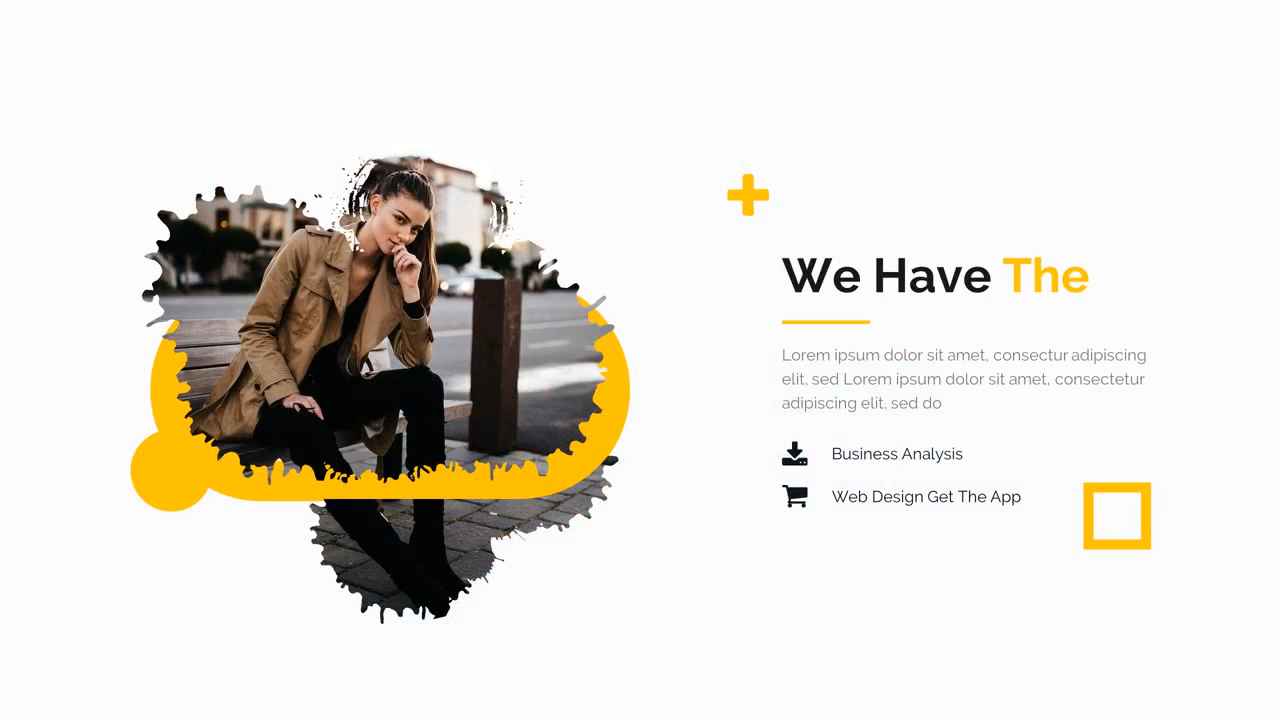 We Have The
Lorem ipsum dolor sit amet, consectur adipiscing
elit, sed Lorem ipsum dolor sit amet, consectetur
adipiscing elit, sed do
Business Analysis
Web Design Get The App